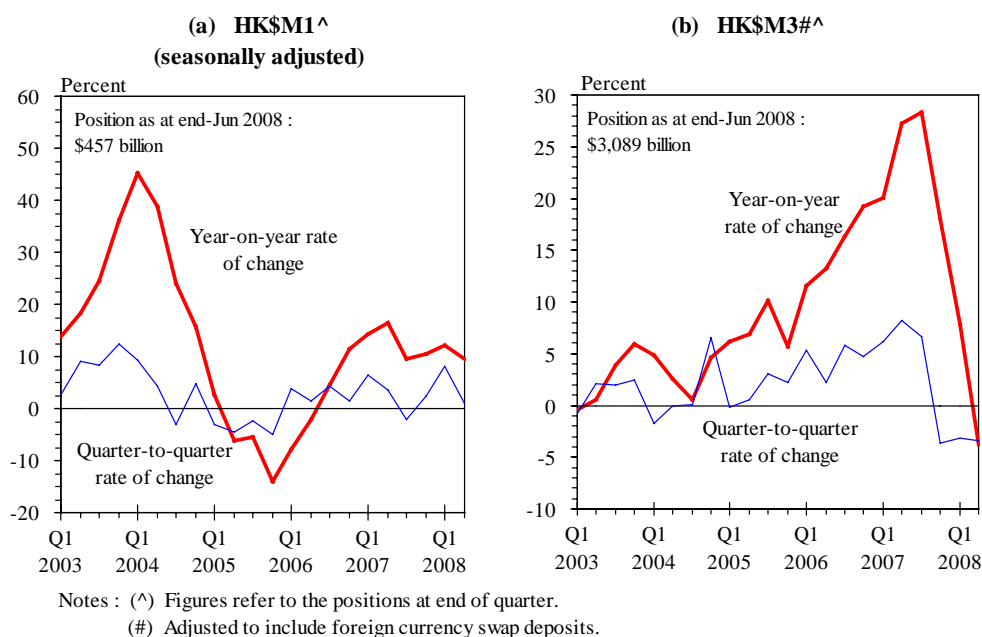 (a) HK$M1^
(seasonally adjusted)
Percent
60
50
40
30
20
10
0
-10
-20
Position as at end-Jun 2008 :
$457 billion
Year-on-year rate
of change
Quarter-to-quarter
rate of change
Q1 Q1 Q1 Q1 Q1 Q1
2003 2004 2005 2006 2007 2008
(b) HK$M3#^
Percent
30
25
20
15
10
5
0
-5
-10
Position as at end-Jun 2008 :
$3,089 billion
Year-on-year
rate of change
Quarter-to-quarter
rate of change
Q1 Q1 Q1 Q1 Q1 Q1
2003 2004 2005 2006 2007 2008
Notes : (^) Figures refer to the positions at end of quarter.
(#) Adjusted to include foreign currency swap deposits.